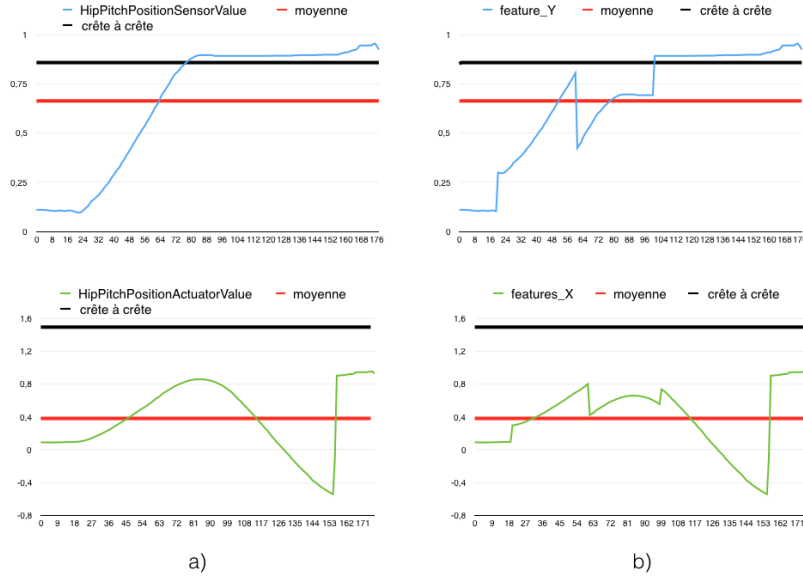 HipPitchPositionSensorValue moyenne
crête à crête
1
0,75
0,5
0,25
0
0 8 16 24 32 40 48 56 64 72 80 88 96 104 112 120 128 136 144 152 160 168 176
feature_Y moyenne crête à crête
1
0,75
0,5
0,25
0
0 8 16 24 32 40 48 56 64 72 80 88 96 104 112 120 128 136 144 152 160 168 176
HipPitchPositionActuatorValue moyenne
crête à crête
1,6
1,2
0,8
0,4
0
-0,4
-0,8
0 9 18 27 36 45 54 63 72 81 90 99 108 117 126 135 144 153 162 171
features_X moyenne crête à crête
1,6
1,2
0,8
0,4
0
-0,4
-0,8
0 9 18 27 36 45 54 63 72 81 90 99 108 117 126 135 144 153 162 171
a) b)